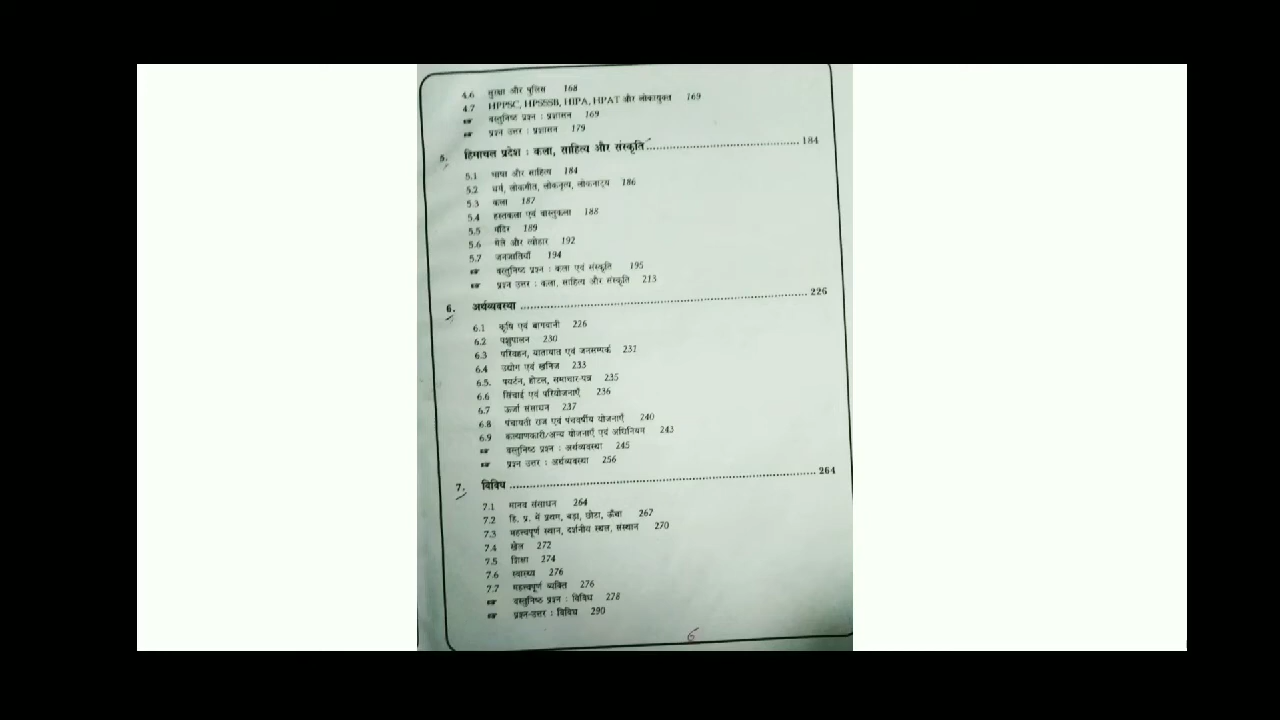 4.6 सुरक्षा और पुलिस 168
4.7 HPPSC, HPSSSB, HIPA, HPAT और लोकायुक्त 169
☞ वस्तुनिष्ठ प्रश्न : प्रशासन 169
☞ प्रश्न उत्तर : प्रशासन 179
5. हिमाचल प्रदेश : कला, साहित्य और संस्कृति 184
5.1 भाषा और साहित्य 184
5.2 धर्म, लोकगीत, लोकनृत्य, लोकनाट्य 186
5.3 कला 187
5.4 हस्तकला एवं वास्तुकला 188
5.5 मंदिर 189
5.6 मेले और त्योहार 192
5.7 जनजातियाँ 194
☞ वस्तुनिष्ठ प्रश्न : कला एवं संस्कृति 195
☞ प्रश्न उत्तर : कला, साहित्य और संस्कृति 213
6. अर्थव्यवस्था 226
6.1 कृषि एवं बागवानी 226
6.2 पशुपालन 230
6.3 परिवहन, यातायात एवं जनसम्पर्क 231
6.4 उद्योग एवं खनिज 233
6.5. पर्यटन, होटल, समाचार-पत्र 235
6.6 सिंचाई एवं परियोजनाएँ 236
6.7 ऊर्जा संसाधन 237
6.8 पंचायती राज एवं पंचवर्षीय योजनाएँ 240
6.9 कल्याणकारी/अन्य योजनाएँ एवं अधिनियम 243
☞ वस्तुनिष्ठ प्रश्न : अर्थव्यवस्था 245
☞ प्रश्न उत्तर : अर्थव्यवस्था 256
7. विविध 264
7.1 मानव संसाधन 264
7.2 हि. प्र. में प्रथम, बड़ा, छोटा, ऊँचा 267
7.3 महत्त्वपूर्ण स्थान, दर्शनीय स्थल, संस्थान 270
7.4 खेल 272
7.5 शिक्षा 274
7.6 स्वास्थ्य 276
7.7 महत्त्वपूर्ण व्यक्ति 276
☞ वस्तुनिष्ठ प्रश्न : विविध 278
☞ प्रश्न-उत्तर : विविध 290
6